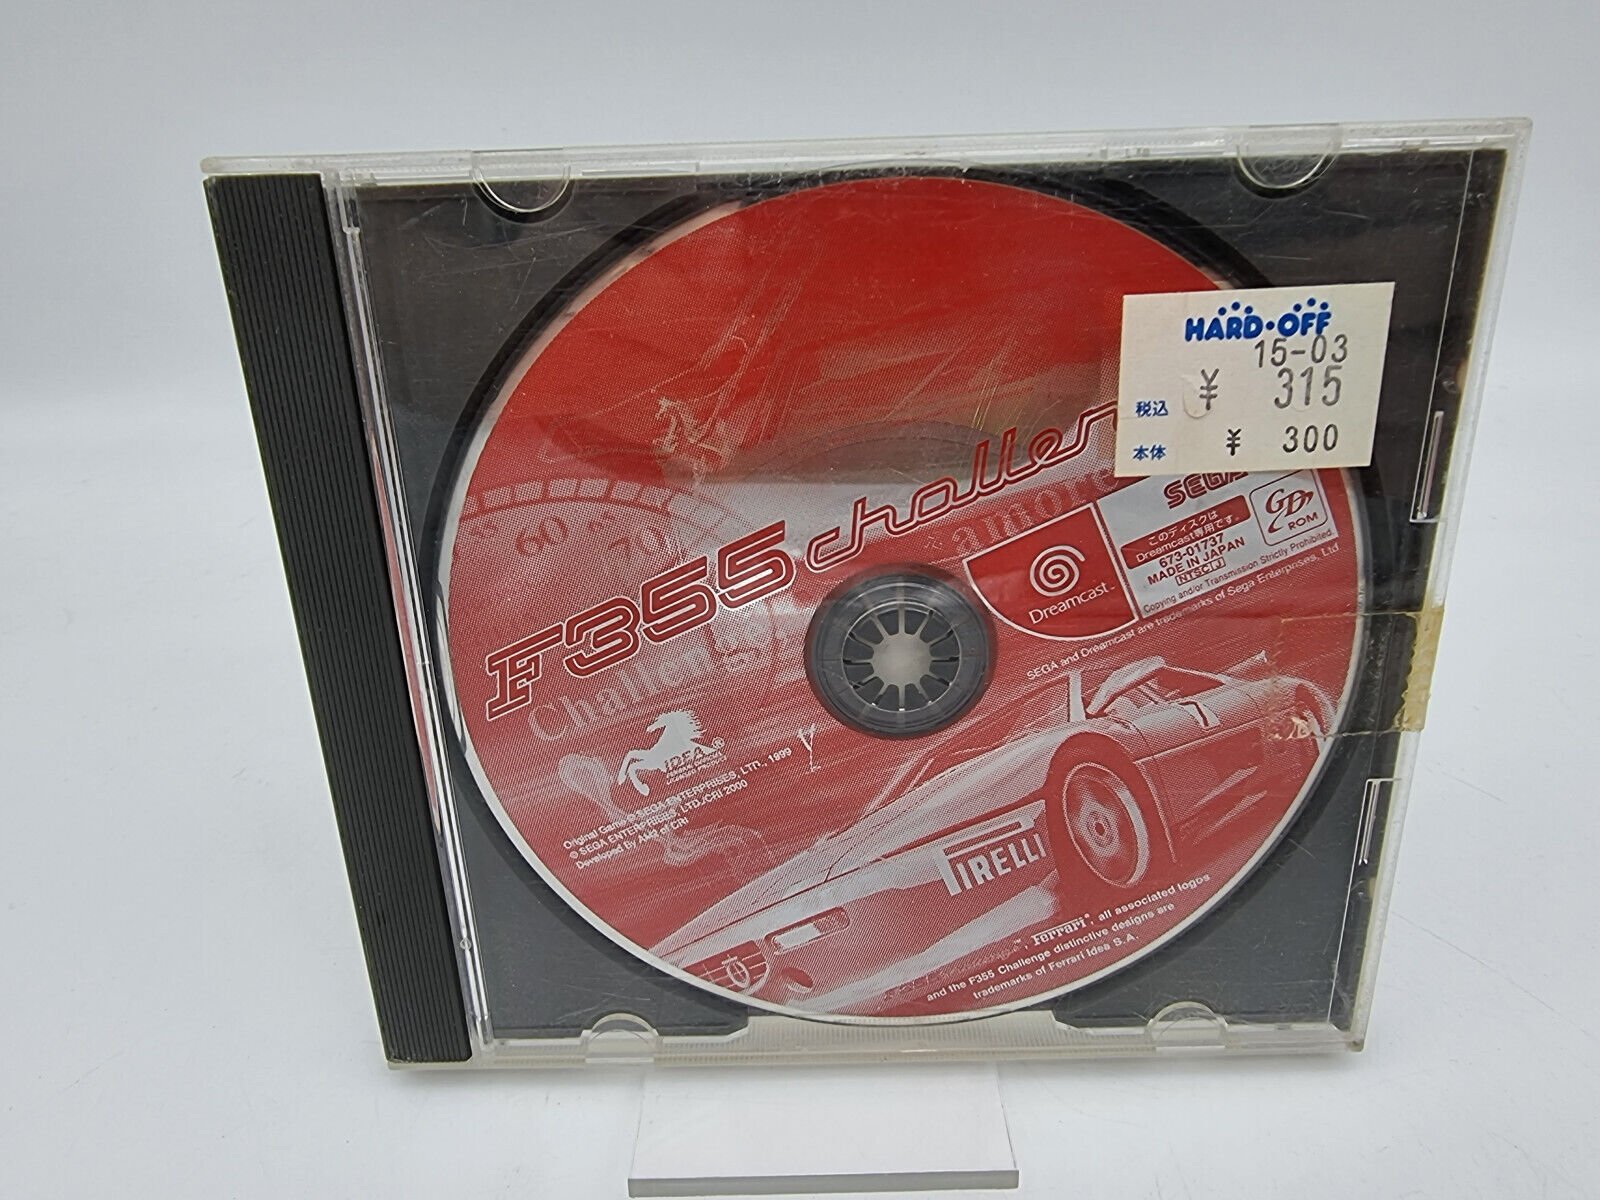 HARD・OFF
15-03
税込 ¥ 315
本体 ¥ 300
F355 challen
SEGA
このディスクは
Dreamcast専用です。
673-01737
MADE IN JAPAN
NTSC J
GD
ROM
Copying and/or Transmission Strictly Prohibited.
SEGA and Dreamcast are trademarks of Sega Enterprises, Ltd
Dreamcast™
60
amor
Challe
IDEA®
Original Game © SEGA ENTERPRISES, LTD., 1999
© SEGA ENTERPRISES, LTD./CRI 2000
Developed By AM2 of CRI
PIRELLI
Ferrari®, all associated logos
and the F355 Challenge distinctive designs are
trademarks of Ferrari Idea S.A.